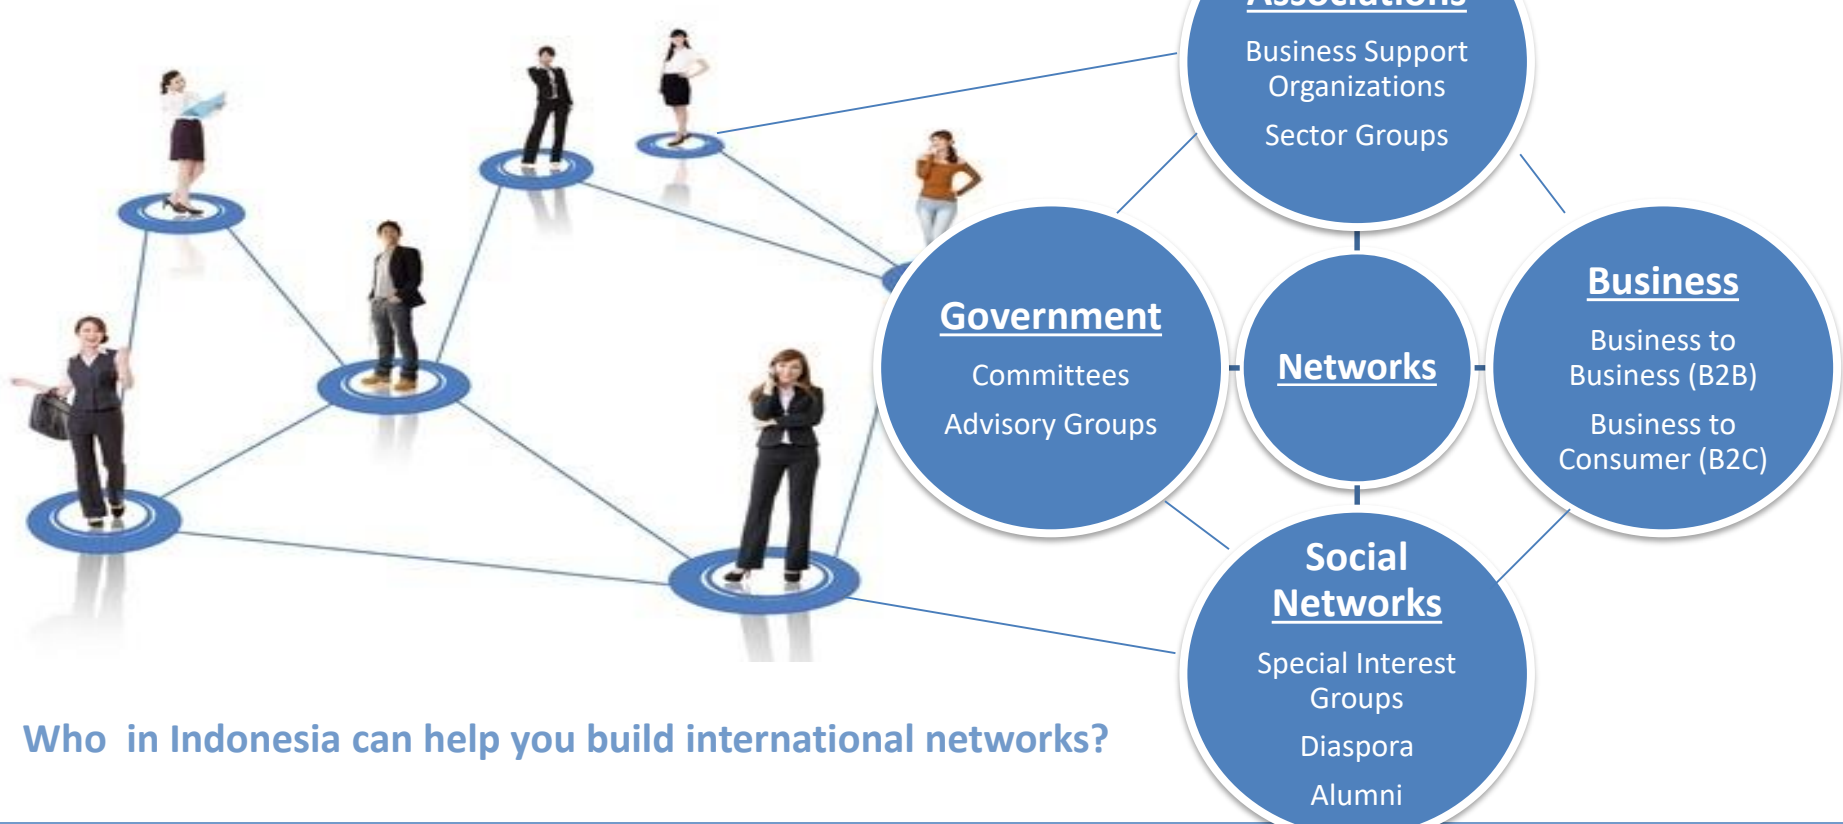 Associations
Business Support
Organizations
Sector Groups
Government
Committees
Advisory Groups
Networks
Business
Business to
Business (B2B)
Business to
Consumer (B2C)
Social
Networks
Special Interest
Groups
Diaspora
Alumni
Who  in Indonesia can help you build international networks?